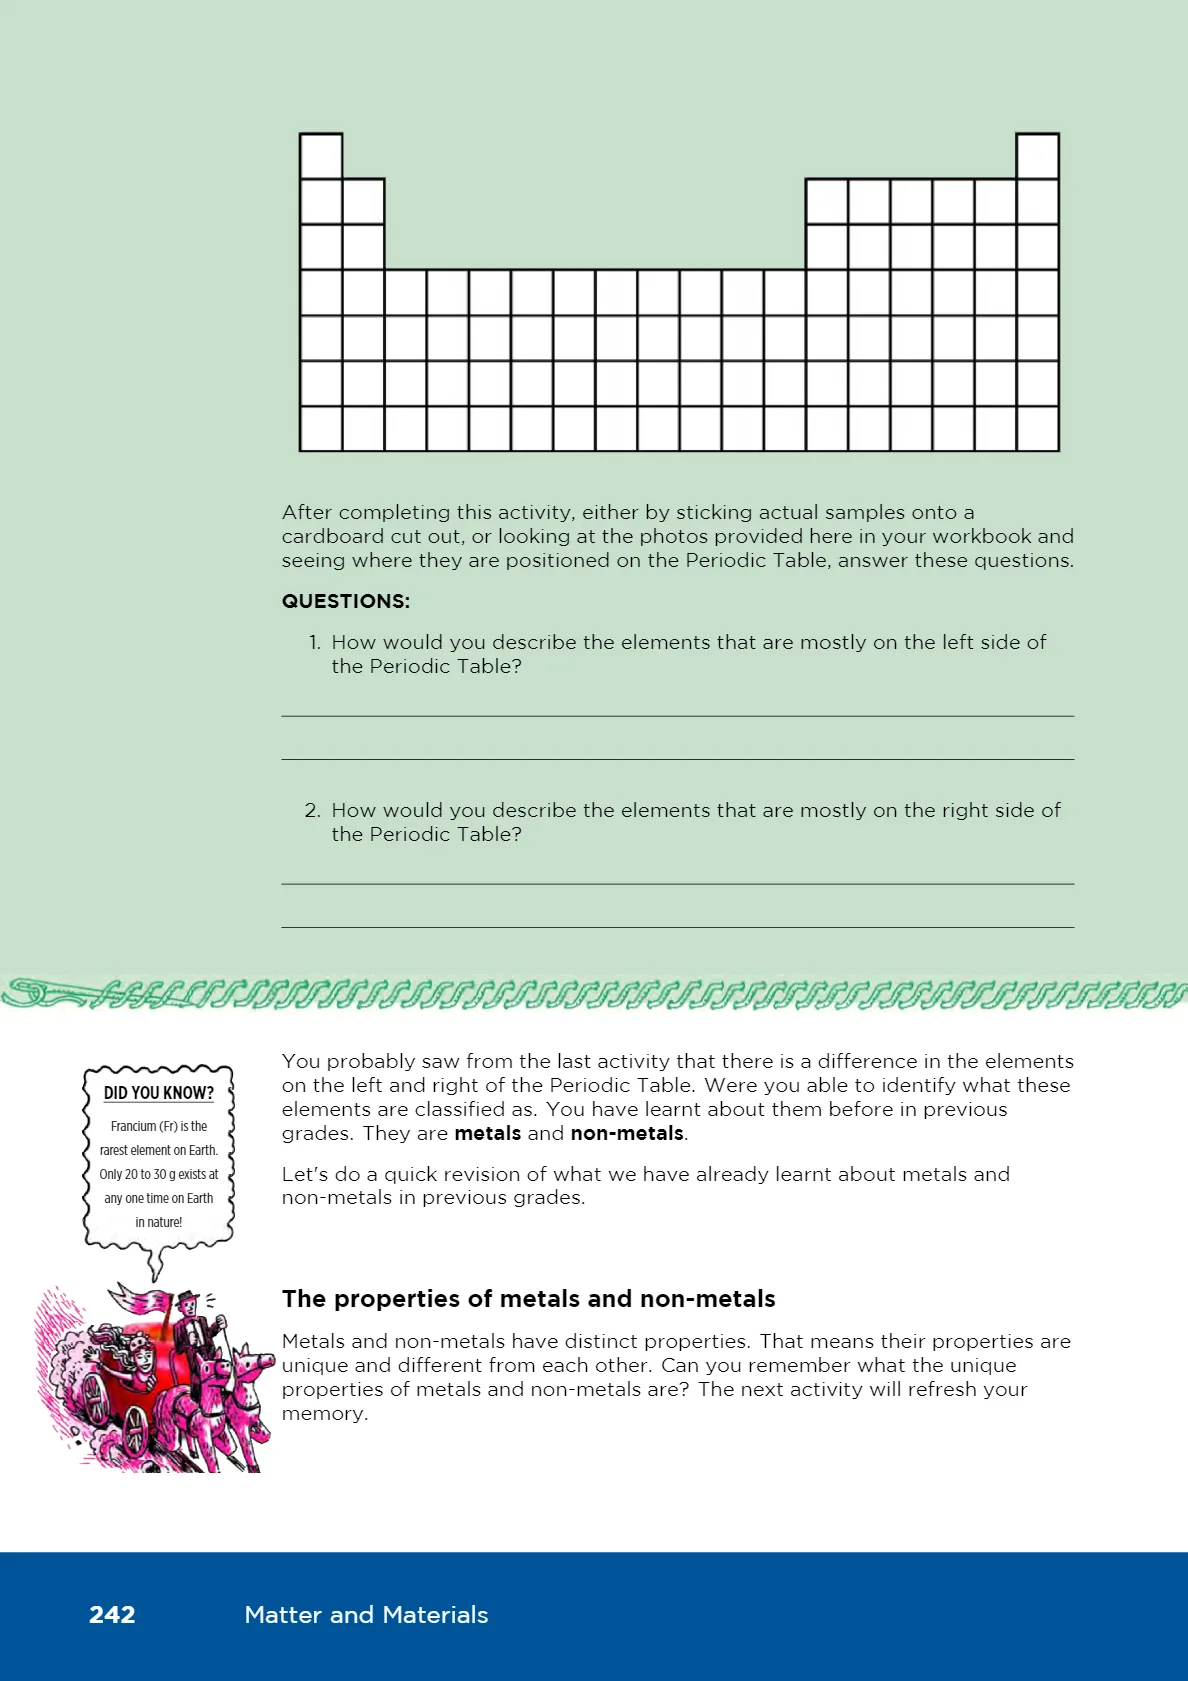 After completing this activity, either by sticking actual samples onto a
cardboard cut out, or looking at the photos provided here in your workbook and
seeing where they are positioned on the Periodic Table, answer these questions.
QUESTIONS:
1. How would you describe the elements that are mostly on the left side of
the Periodic Table?
2. How would you describe the elements that are mostly on the right side of
the Periodic Table?
You probably saw from the last activity that there is a difference in the elements
on the left and right of the Periodic Table. Were you able to identify what these
elements are classified as. You have learnt about them before in previous
grades. They are metals and non-metals.
Let's do a quick revision of what we have already learnt about metals and
non-metals in previous grades.
DID YOU KNOW?
Francium (Fr) is the
rarest element on Earth.
Only 20 to 30 g exists at
any one time on Earth
in nature!
The properties of metals and non-metals
Metals and non-metals have distinct properties. That means their properties are
unique and different from each other. Can you remember what the unique
properties of metals and non-metals are? The next activity will refresh your
memory.
242 Matter and Materials